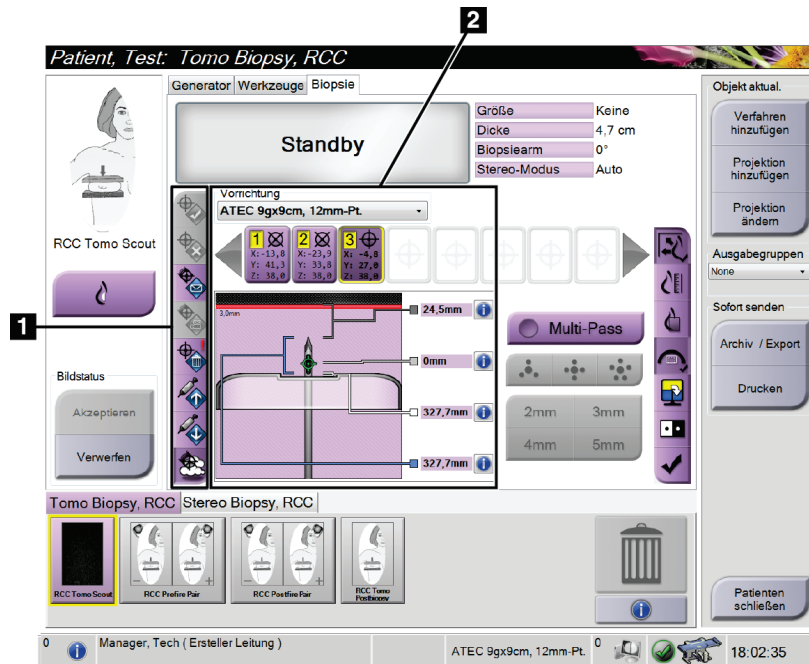 2
Patient, Test: Tomo Biopsy, RCC
Generator Werkzeuge Biopsie
Objekt aktual.
Standby
Größe Keine
Dicke 4,7 cm
Biopsiearm 0°
Stereo-Modus Auto
Verfahren
hinzufügen
Projektion
hinzufügen
Projektion
ändern
Vorrichtung
ATEC 9gx9cm, 12mm-Pt.
RCC Tomo Scout
1 2 3
X:-13,8 X:-23,9 X: -4,8
Y: 41,3 Y: 33,8 Y: 27,0
Z: 38,0 Z: 38,0 Z: 38,0
Ausgabegruppen
None
3,0mm
24,5mm
Sofort senden
1
Multi-Pass
Archiv / Export
0mm
Bildstatus
Drucken
Akzeptieren
327,7mm
2mm 3mm
4mm 5mm
Verwerfen
327,7mm
Tomo Biopsy, RCC Stereo Biopsy, RCC
RCC Tomo Scout
RCC Prefire Pair
RCC Postfire Pair
RCC Tomo
Postbiopsy
Patienten
schließen
0 Manager, Tech ( Ersteller Leitung ) ATEC 9gx9cm, 12mm-Pt. 0 18:02:35